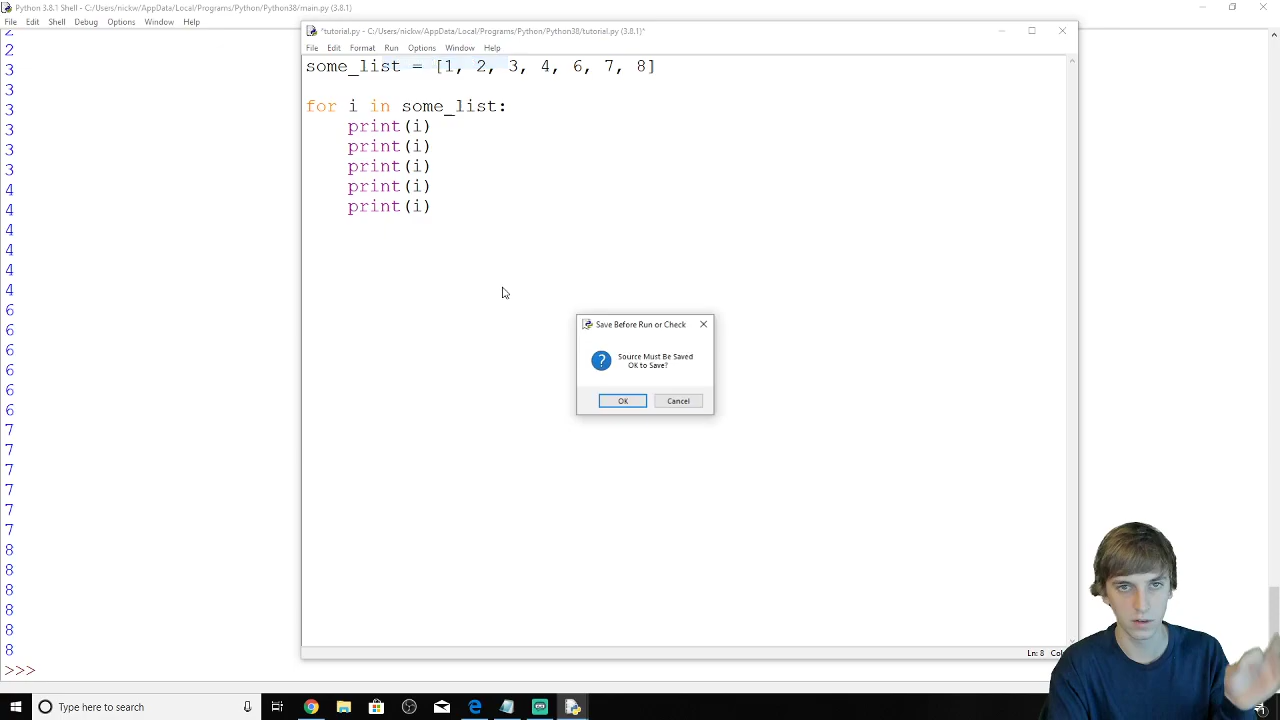 Python 3.8.1 Shell - C:/Users/nickw/AppData/Local/Programs/Python/Python38/main.py (3.8.1)
File Edit Shell Debug Options Window Help
2
2
3
3
3
3
3
3
4
4
4
4
4
4
6
6
6
6
6
6
7
7
7
7
7
7
8
8
8
8
8
8
>>>
*tutorial.py - C:/Users/nickw/AppData/Local/Programs/Python/Python38/tutorial.py (3.8.1)*
File Edit Format Run Options Window Help
some_list = [1, 2, 3, 4, 6, 7, 8]
for i in some_list:
print(i)
print(i)
print(i)
print(i)
print(i)
Save Before Run or Check
Source Must Be Saved
OK to Save?
OK Cancel
Ln: 8
Type here to search